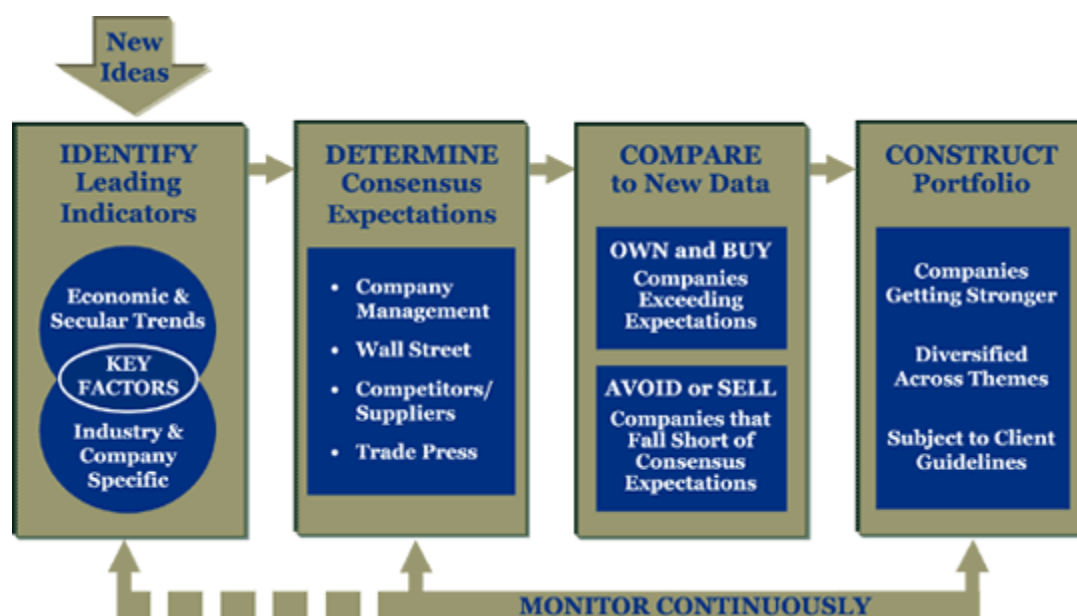 New
Ideas
IDENTIFY
Leading
Indicators
Economic &
Secular Trends
KEY
FACTORS
Industry &
Company
Specific
DETERMINE
Consensus
Expectations
• Company
Management
• Wall Street
• Competitors/
Suppliers
• Trade Press
COMPARE
to New Data
OWN and BUY
Companies
Exceeding
Expectations
AVOID or SELL
Companies that
Fall Short of
Consensus
Expectations
CONSTRUCT
Portfolio
Companies
Getting Stronger
Diversified
Across Themes
Subject to Client
Guidelines
MONITOR CONTINUOUSLY